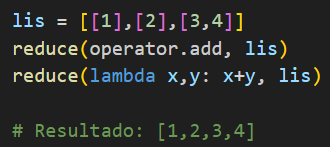 lis = [[1],[2],[3,4]]
reduce(operator.add, lis)
reduce(lambda x,y: x+y, lis)
# Resultado: [1,2,3,4]